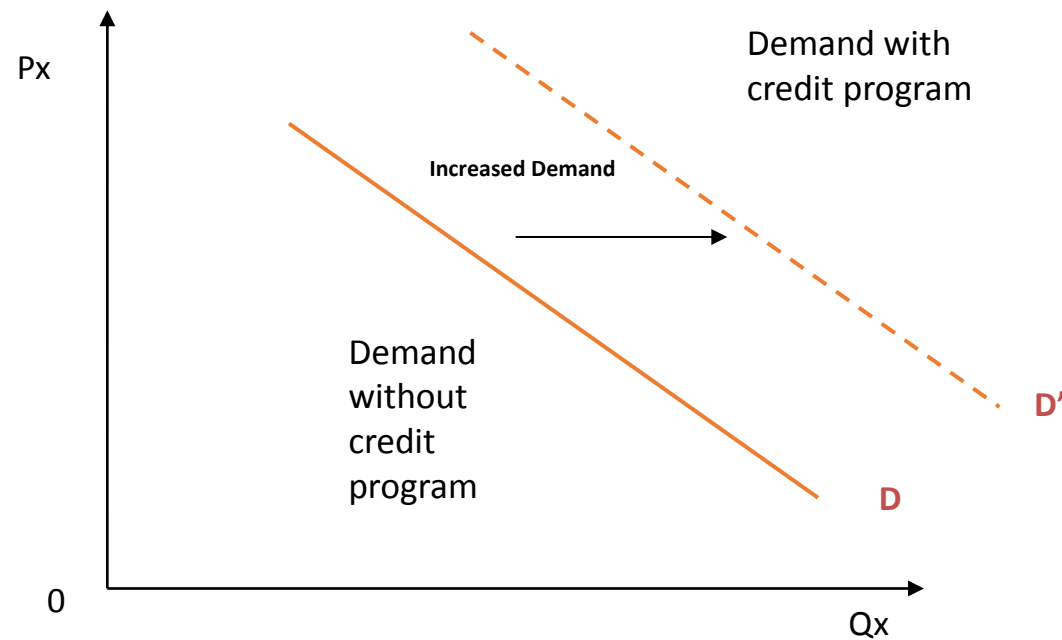 Px
Demand with
credit program
Increased Demand
Demand
without
credit
program
D’
D
0
Qx